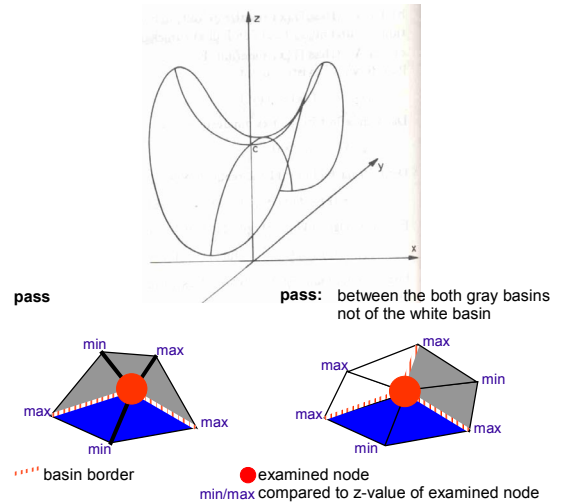 z
c
y
x
pass
pass: between the both gray basins
not of the white basin
min
max
max
max
min
max
max
min
max
max
min
basin border
examined node
min/max compared to z-value of examined node